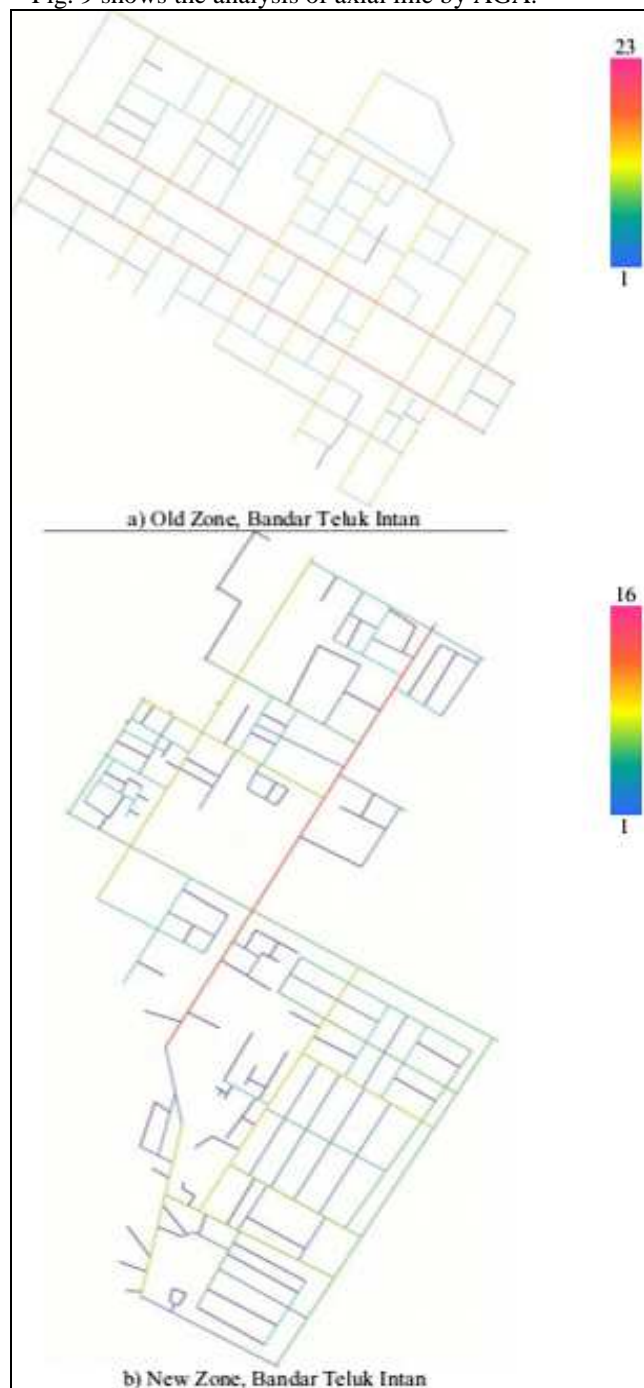 Fig. 9 shows the analysis of axial line by AGA.
23
1
a) Old Zone, Bandar Teluk Intan
16
1
b) New Zone, Bandar Teluk Intan